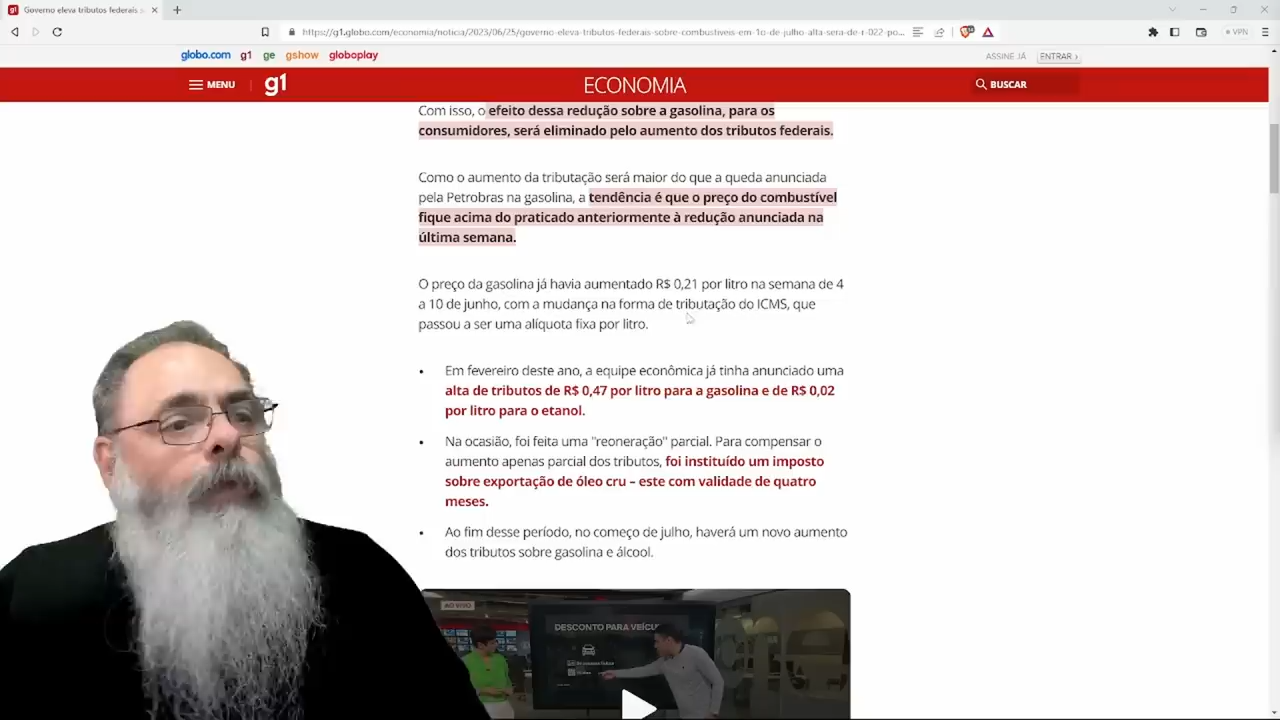 Governo eleva tributos federais s
https://g1.globo.com/economia/noticia/2023/06/25/governo-eleva-tributos-federais-sobre-combustiveis-em-1o-de-julho-alta-sera-de-r-022-po...
VPN
globo.com g1 ge gshow globoplay
ASSINE JÁ ENTRAR ›
MENU g1 ECONOMIA BUSCAR
Com isso, o efeito dessa redução sobre a gasolina, para os
consumidores, será eliminado pelo aumento dos tributos federais.
Como o aumento da tributação será maior do que a queda anunciada
pela Petrobras na gasolina, a tendência é que o preço do combustível
fique acima do praticado anteriormente à redução anunciada na
última semana.
O preço da gasolina já havia aumentado R$ 0,21 por litro na semana de 4
a 10 de junho, com a mudança na forma de tributação do ICMS, que
passou a ser uma alíquota fixa por litro.
• Em fevereiro deste ano, a equipe econômica já tinha anunciado uma
alta de tributos de R$ 0,47 por litro para a gasolina e de R$ 0,02
por litro para o etanol.
• Na ocasião, foi feita uma "reoneração" parcial. Para compensar o
aumento apenas parcial dos tributos, foi instituído um imposto
sobre exportação de óleo cru – este com validade de quatro
meses.
• Ao fim desse período, no começo de julho, haverá um novo aumento
dos tributos sobre gasolina e álcool.
AO VIVO
DESCONTO PARA VEÍCU